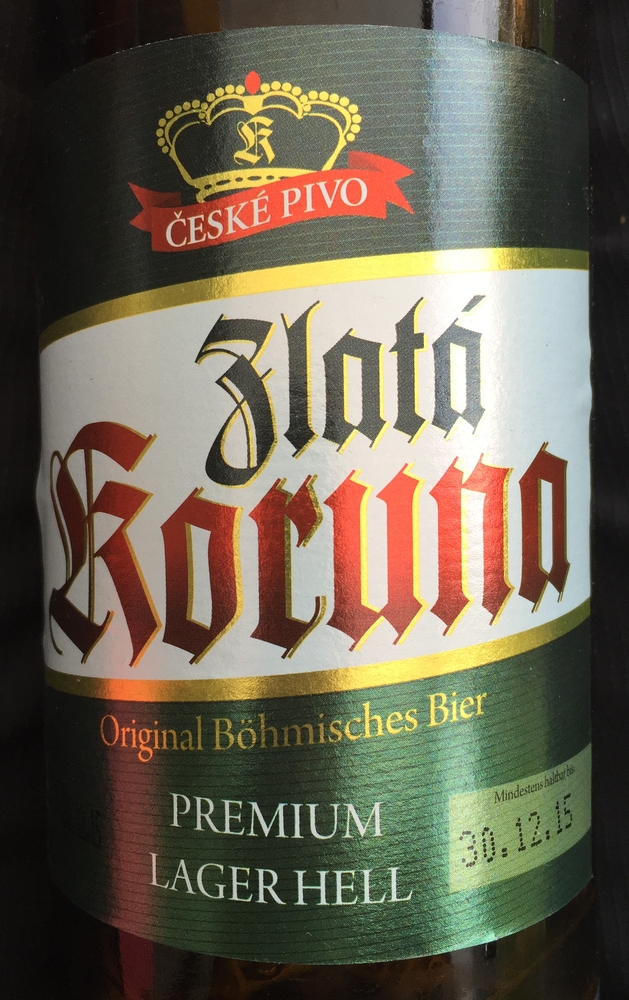 K
ČESKÉ PIVO
Zlatá
Koruna
Original Böhmisches Bier
PREMIUM
LAGER HELL
Mindestens haltbar bis
30.12.15